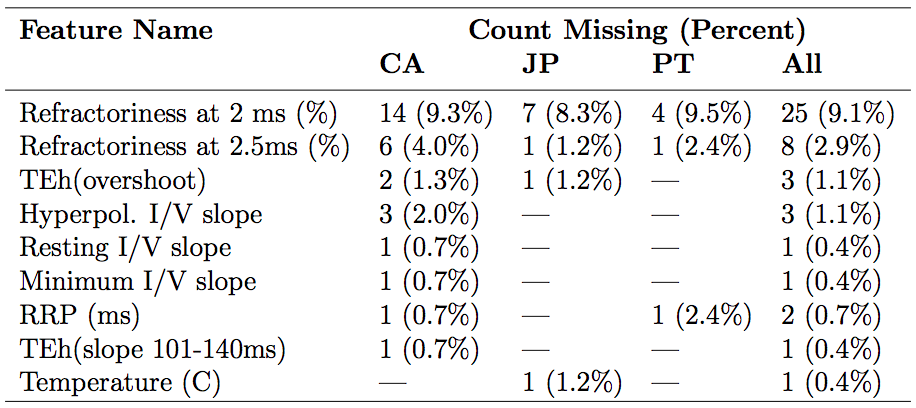 Feature Name Count Missing (Percent)
CA JP PT All
Refractoriness at 2 ms (%) 14 (9.3%) 7 (8.3%) 4 (9.5%) 25 (9.1%)
Refractoriness at 2.5ms (%) 6 (4.0%) 1 (1.2%) 1 (2.4%) 8 (2.9%)
TEh(overshoot) 2 (1.3%) 1 (1.2%) — 3 (1.1%)
Hyperpol. I/V slope 3 (2.0%) — — 3 (1.1%)
Resting I/V slope 1 (0.7%) — — 1 (0.4%)
Minimum I/V slope 1 (0.7%) — — 1 (0.4%)
RRP (ms) 1 (0.7%) — 1 (2.4%) 2 (0.7%)
TEh(slope 101-140ms) 1 (0.7%) — — 1 (0.4%)
Temperature (C) — 1 (1.2%) — 1 (0.4%)